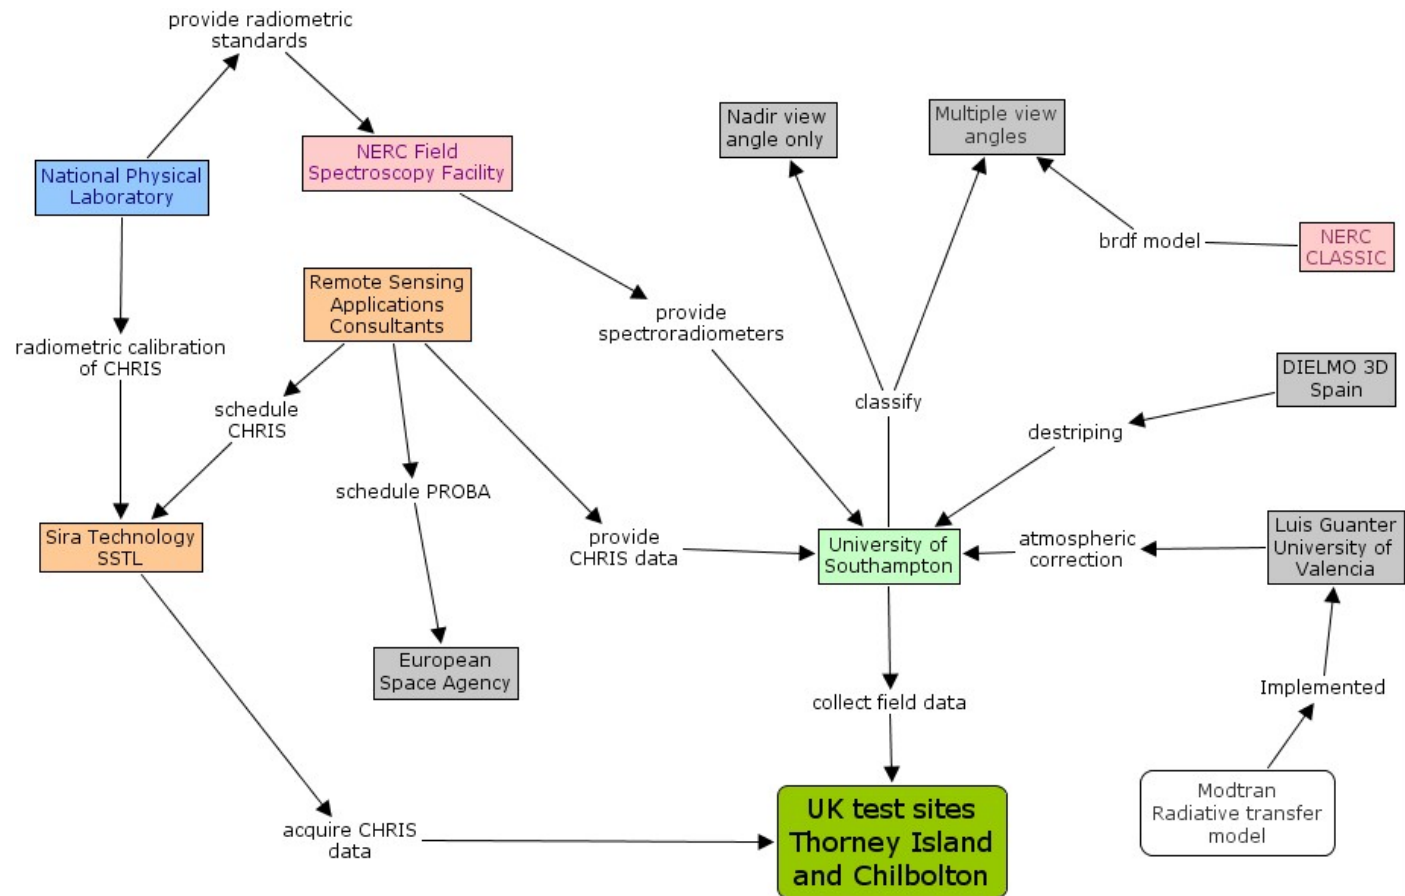 provide radiometric
standards
Nadir view
angle only
Multiple view
angles
NERC Field
Spectroscopy Facility
National Physical
Laboratory
brdf model
NERC
CLASSIC
Remote Sensing
Applications
Consultants
provide
spectroradiometers
radiometric calibration
of CHRIS
DIELMO 3D
Spain
classify
schedule
CHRIS
destriping
schedule PROBA
Sira Technology
SSTL
provide
CHRIS data
University of
Southampton
atmospheric
correction
Luis Guanter
University of
Valencia
European
Space Agency
collect field data
Implemented
Modtran
Radiative transfer
model
UK test sites
Thorney Island
and Chilbolton
acquire CHRIS
data